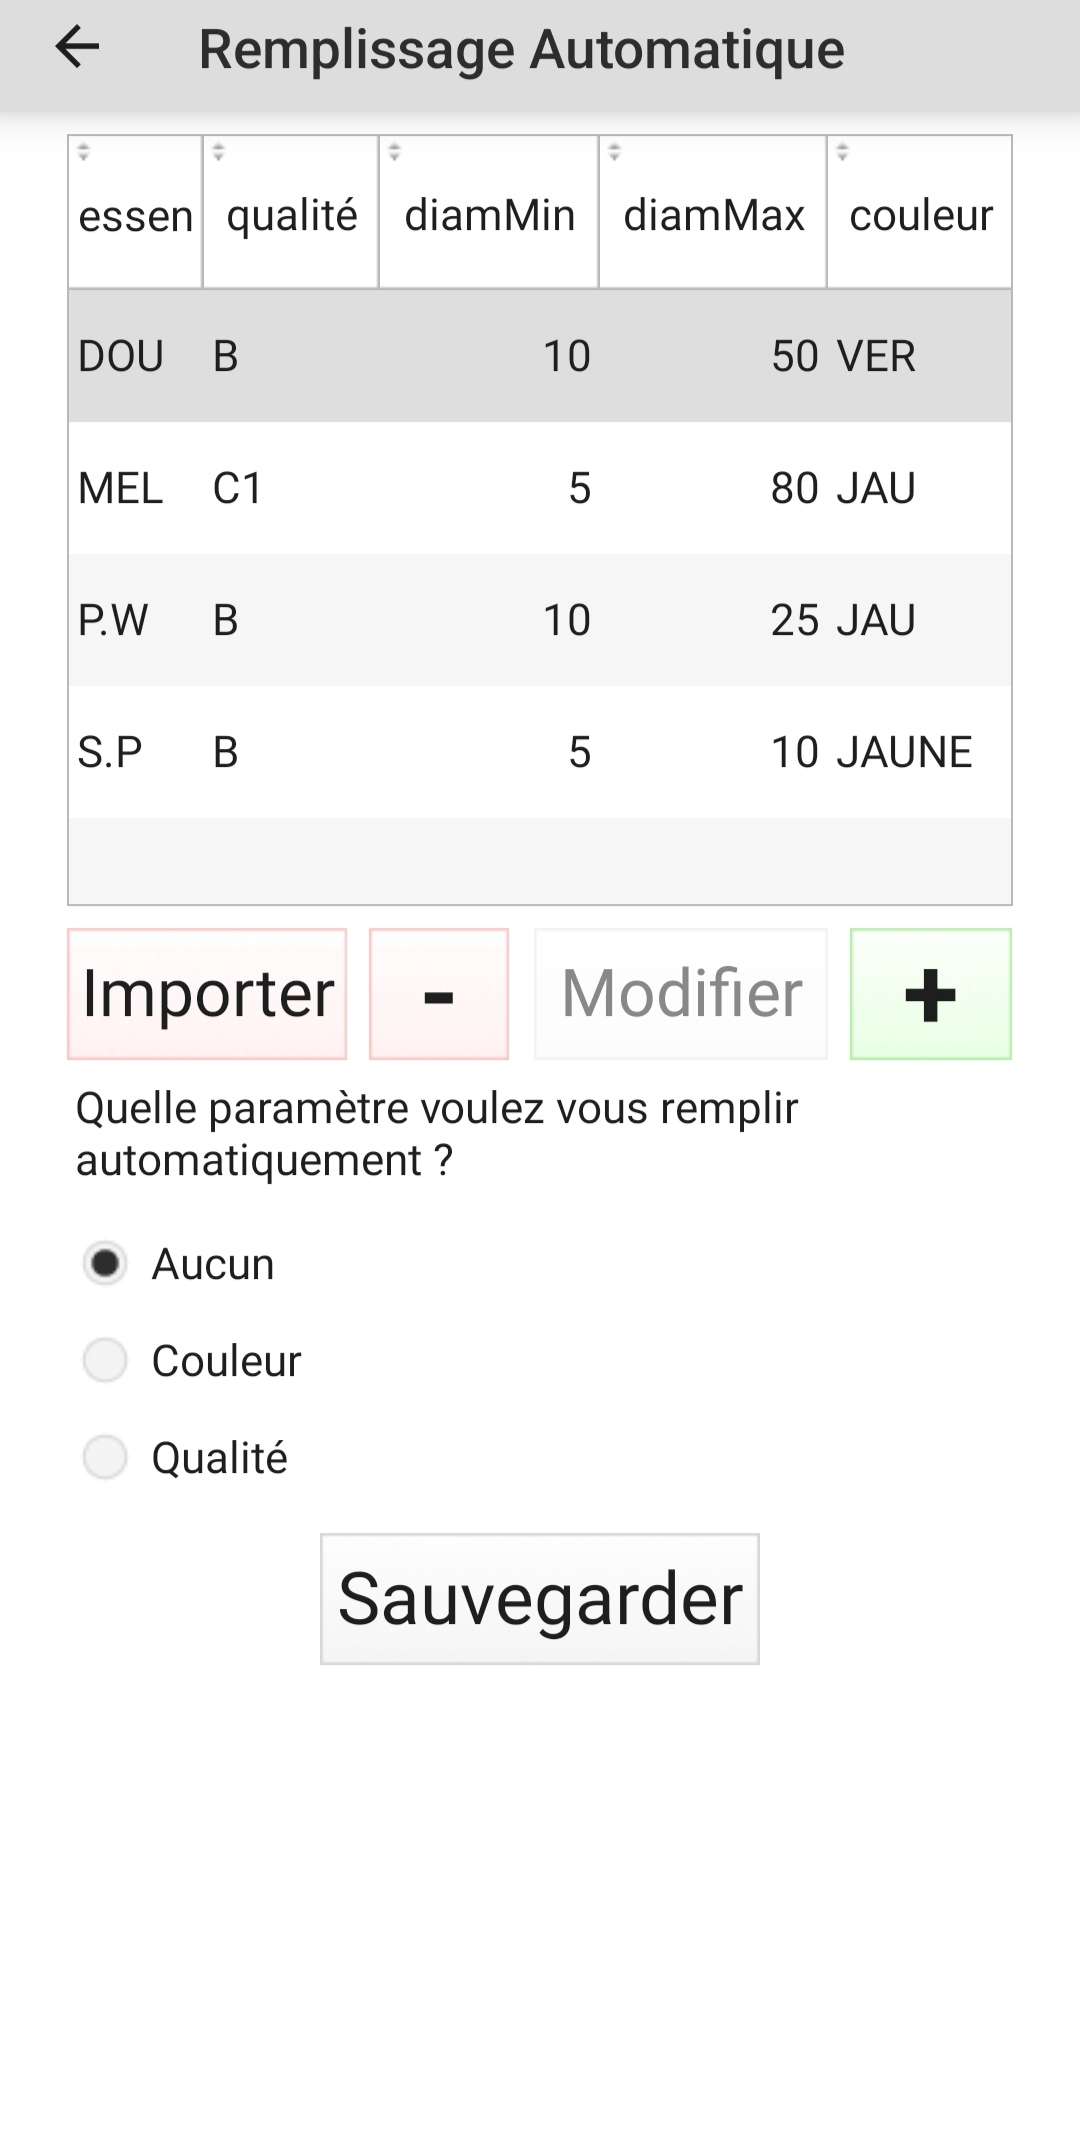 Remplissage Automatique
essen qualité diamMin diamMax couleur
DOU B 10 50 VER
MEL C1 5 80 JAU
P.W B 10 25 JAU
S.P B 5 10 JAUNE
Importer - Modifier +
Quelle paramètre voulez vous remplir
automatiquement ?
Aucun
Couleur
Qualité
Sauvegarder